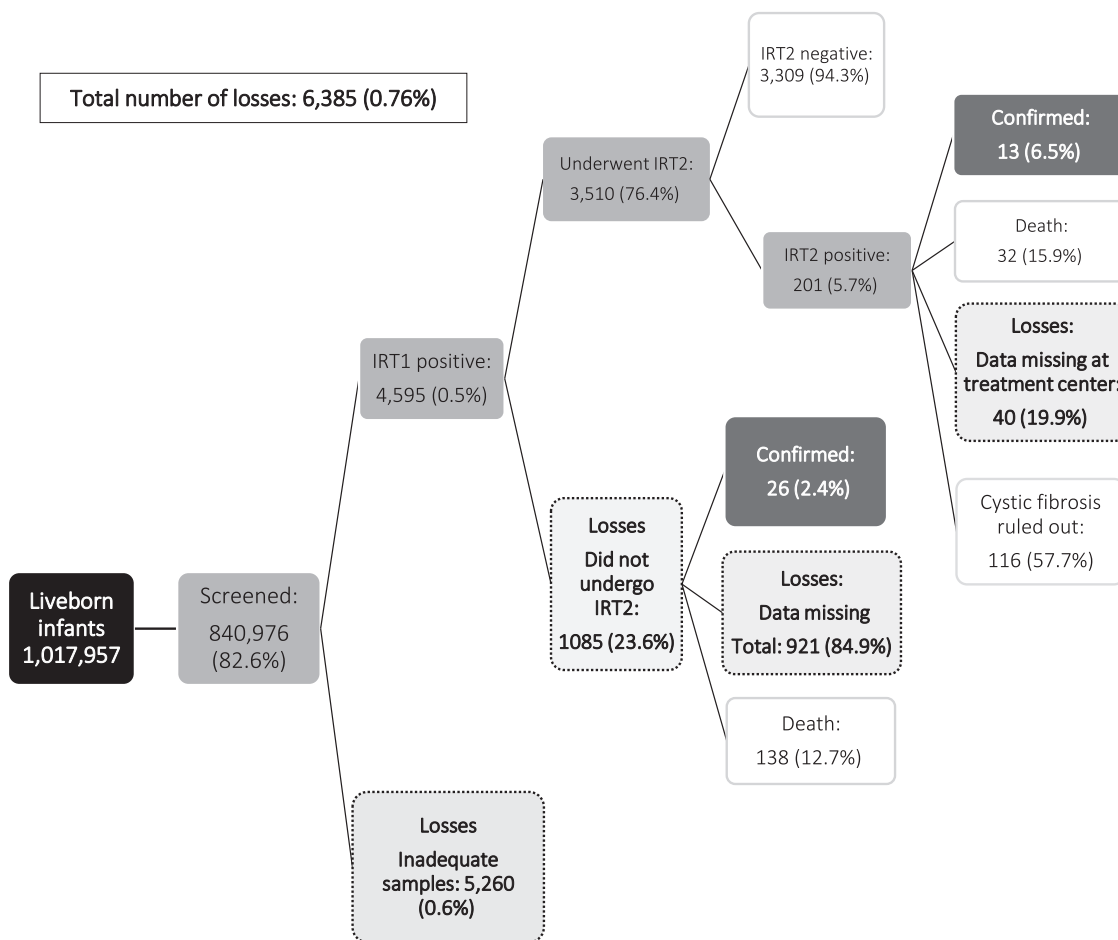 Total number of losses: 6,385 (0.76%)
Liveborn
infants
1,017,957
Screened:
840,976
(82.6%)
IRT1 positive:
4,595 (0.5%)
Losses
Inadequate
samples: 5,260
(0.6%)
Underwent IRT2:
3,510 (76.4%)
Losses
Did not
undergo
IRT2:
1085 (23.6%)
IRT2 negative:
3,309 (94.3%)
IRT2 positive:
201 (5.7%)
Confirmed:
26 (2.4%)
Losses:
Data missing
Total: 921 (84.9%)
Death:
138 (12.7%)
Confirmed:
13 (6.5%)
Death:
32 (15.9%)
Losses:
Data missing at
treatment center:
40 (19.9%)
Cystic fibrosis
ruled out:
116 (57.7%)